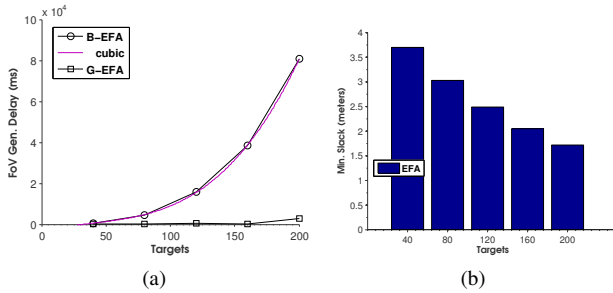 10 x 10⁴
B-EFA
cubic
G-EFA
8
6
4
2
0
FoV Gen. Delay (ms)
0 50 100 150 200
Targets
(a)
4
3.5
3
2.5
2
1.5
1
0.5
0
Min. Slack (meters)
EFA
40 80 120 160 200
Targets
(b)